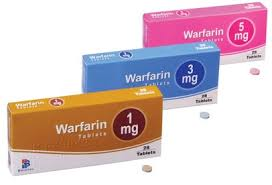 Warfarin
Tablets
5
mg
28
Tablets
Warfarin
Tablets
3
mg
28
Tablets
Warfarin
Tablets
1
mg
28
Tablets